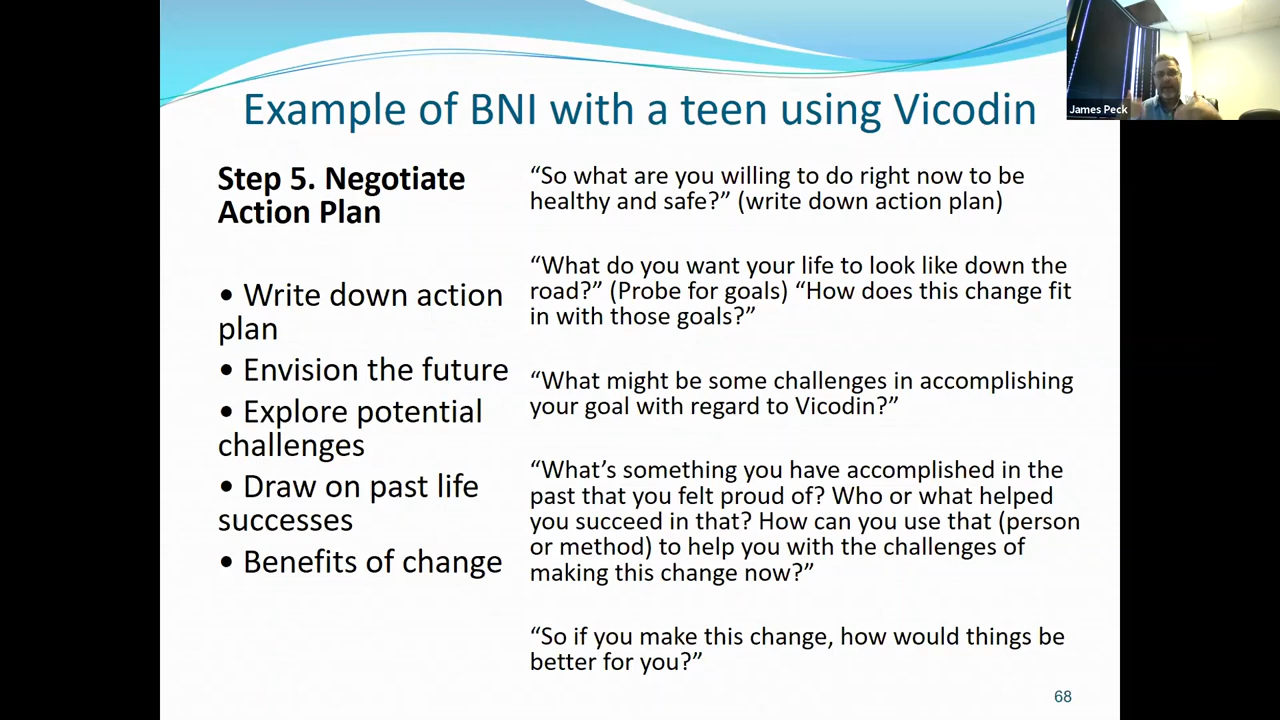 Example of BNI with a teen using Vicodin
James Peck
Step 5. Negotiate
Action Plan
• Write down action
plan
• Envision the future
• Explore potential
challenges
• Draw on past life
successes
• Benefits of change
“So what are you willing to do right now to be
healthy and safe?” (write down action plan)
“What do you want your life to look like down the
road?” (Probe for goals) “How does this change fit
in with those goals?”
“What might be some challenges in accomplishing
your goal with regard to Vicodin?”
“What’s something you have accomplished in the
past that you felt proud of? Who or what helped
you succeed in that? How can you use that (person
or method) to help you with the challenges of
making this change now?”
“So if you make this change, how would things be
better for you?”
68